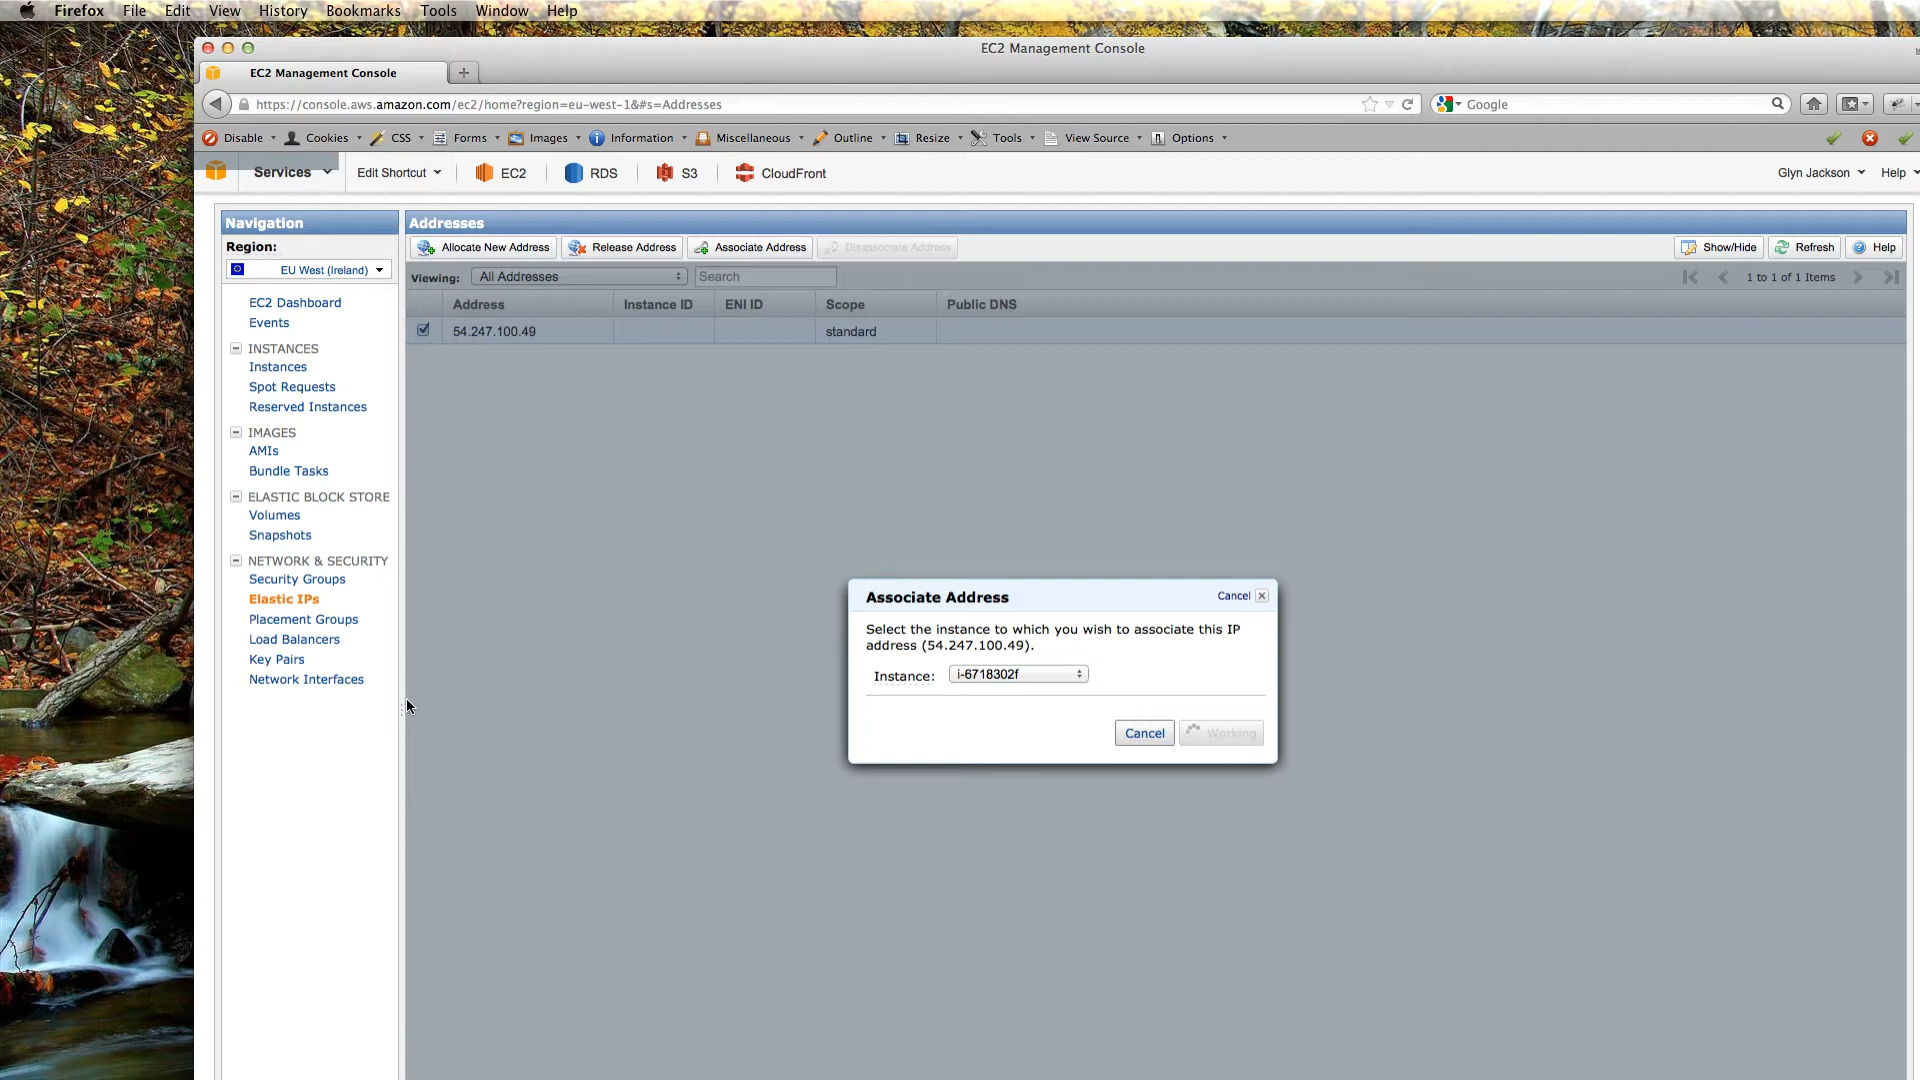 Firefox File Edit View History Bookmarks Tools Window Help
EC2 Management Console
EC2 Management Console
https://console.aws.amazon.com/ec2/home?region=eu-west-1&#s=Addresses
Google
Disable Cookies CSS Forms Images Information Miscellaneous Outline Resize Tools View Source Options
Services Edit Shortcut EC2 RDS S3 CloudFront Glyn Jackson Help
Navigation
Region:
EU West (Ireland)
EC2 Dashboard
Events
INSTANCES
Instances
Spot Requests
Reserved Instances
IMAGES
AMIs
Bundle Tasks
ELASTIC BLOCK STORE
Volumes
Snapshots
NETWORK & SECURITY
Security Groups
Elastic IPs
Placement Groups
Load Balancers
Key Pairs
Network Interfaces
Addresses
Allocate New Address Release Address Associate Address Disassociate Address Show/Hide Refresh Help
Viewing: All Addresses Search 1 to 1 of 1 Items
Address Instance ID ENI ID Scope Public DNS
54.247.100.49 standard
Associate Address Cancel
Select the instance to which you wish to associate this IP
address (54.247.100.49).
Instance: i-6718302f
Cancel Working